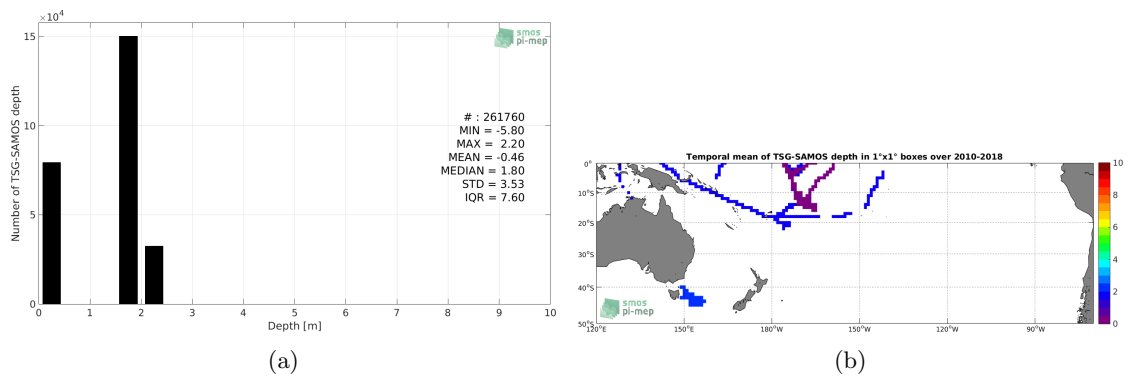 ×10⁴
15
10
5
0
Number of TSG-SAMOS depth
smos
pi-mep
# : 261760
MIN = -5.80
MAX = 2.20
MEAN = -0.46
MEDIAN = 1.80
STD = 3.53
IQR = 7.60
0 1 2 3 4 5 6 7 8 9 10
Depth [m]
(a)
Temporal mean of TSG-SAMOS depth in 1°x1° boxes over 2010-2018
0°
10°S
20°S
30°S
40°S
50°S
120°E 150°E 180°W 150°W 120°W 90°W
smos
pi-mep
10
8
6
4
2
0
(b)